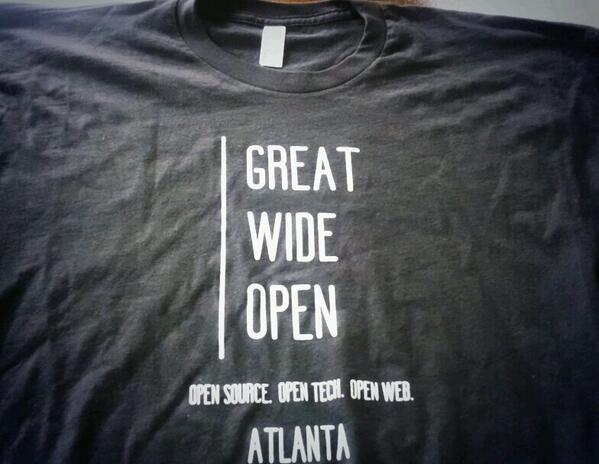 GREAT
WIDE
OPEN
OPEN SOURCE. OPEN TECH. OPEN WEB.
ATLANTA